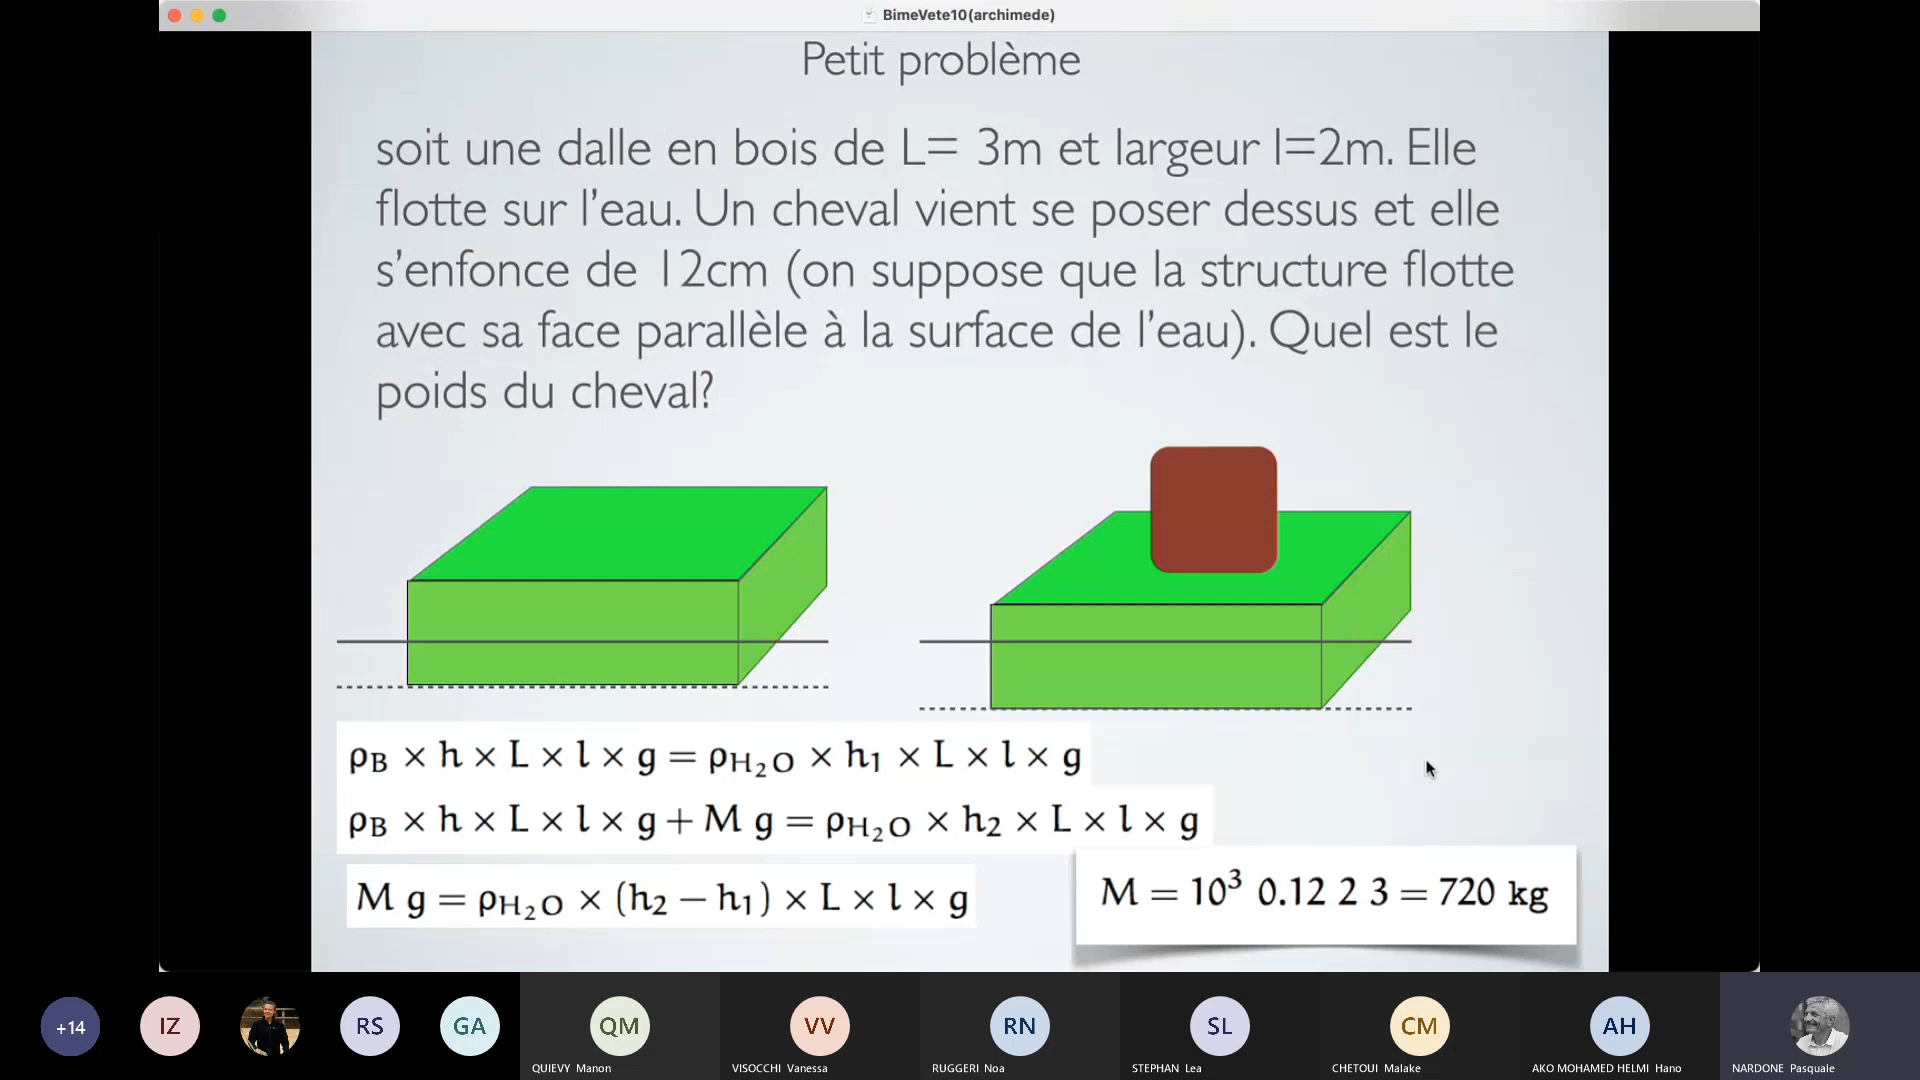 BimeVete10(archimede)
Petit problème
soit une dalle en bois de L= 3m et largeur l=2m. Elle
flotte sur l’eau. Un cheval vient se poser dessus et elle
s’enfonce de 12cm (on suppose que la structure flotte
avec sa face parallèle à la surface de l’eau). Quel est le
poids du cheval?
ρB × h × L × l × g = ρH₂O × h₁ × L × l × g
ρB × h × L × l × g + M g = ρH₂O × h₂ × L × l × g
M g = ρH₂O × (h₂ − h₁) × L × l × g
M = 10³ 0.12 2 3 = 720 kg
+14 IZ RS GA QM VV RN SL CM AH
QUIEVY Manon VISOCCHI Vanessa RUGGERI Noa STEPHAN Lea CHETOUI Malake AKO MOHAMED HELMI Hano NARDONE Pasquale